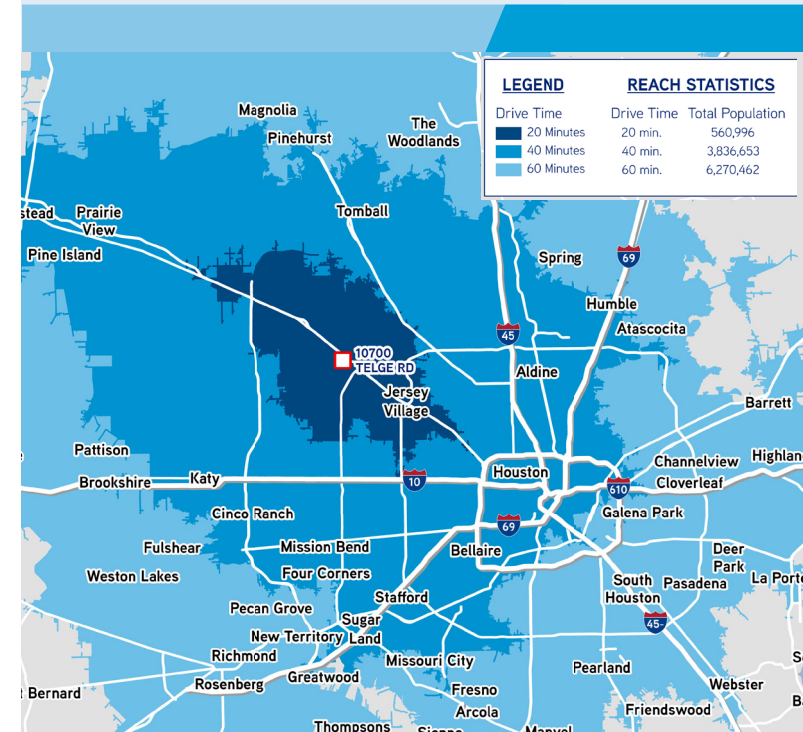 LEGEND
Drive Time
20 Minutes
40 Minutes
60 Minutes
REACH STATISTICS
Drive Time Total Population
20 min. 560,996
40 min. 3,836,653
60 min. 6,270,462
Magnolia
Pinehurst
The
Woodlands
Tomball
stead
Prairie
View
Pine Island
Spring
69
Humble
Atascocita
45
10700
TELGE RD
Aldine
Jersey
Village
Barrett
Pattison
Brookshire
Katy
10
Houston
Channelview
Highlan
Cloverleaf
610
Cinco Ranch
69
Galena Park
Fulshear
Mission Bend
Bellaire
Deer
Park
Weston Lakes
Four Corners
South
Houston
Pasadena
La Porte
Stafford
Pecan Grove
Sugar
Land
New Territory
45-
Richmond
Missouri City
Pearland
Rosenberg
Greatwood
Fresno
Webster
t Bernard
Arcola
Friendswood
Thompsons
Manvel